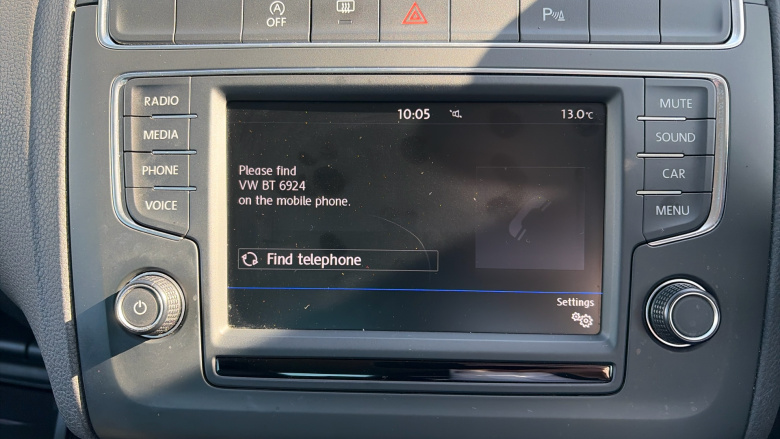 A
OFF
P
RADIO
MEDIA
PHONE
VOICE
10:05
13.0°C
Please find
VW BT 6924
on the mobile phone.
Find telephone
Settings
MUTE
SOUND
CAR
MENU